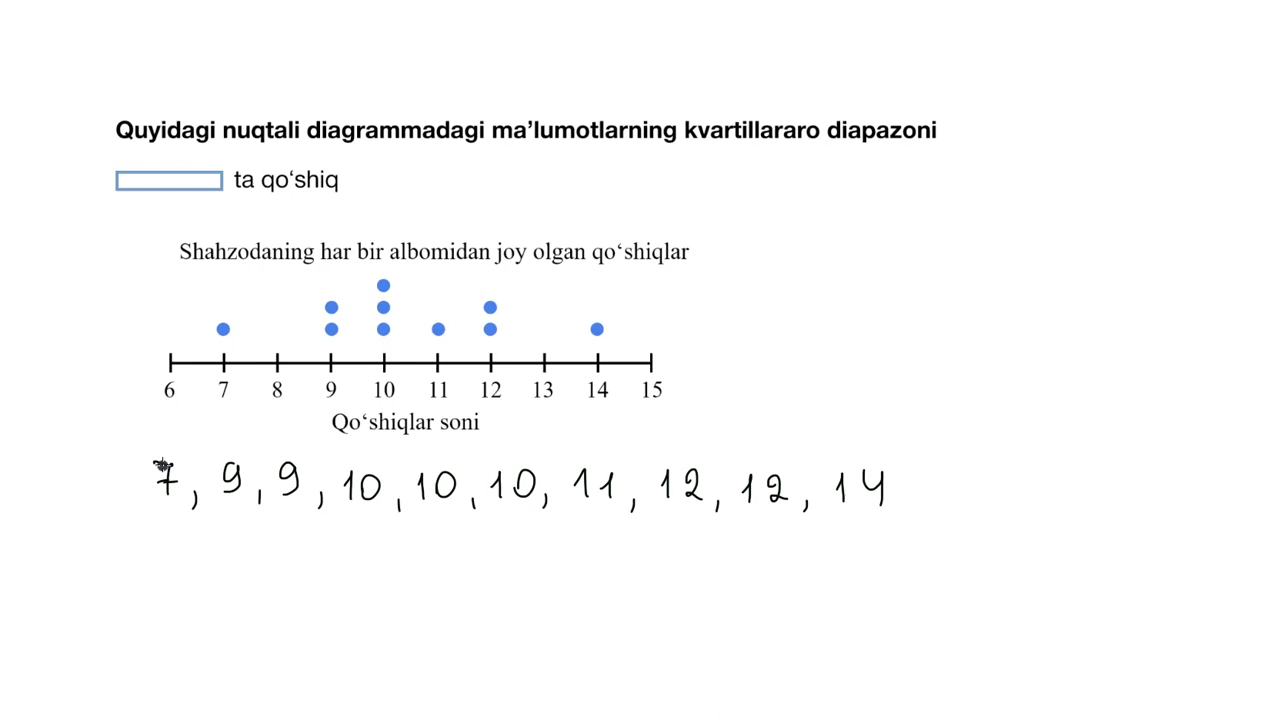 Quyidagi nuqtali diagrammadagi ma’lumotlarning kvartillararo diapazoni
ta qo‘shiq
Shahzodaning har bir albomidan joy olgan qo‘shiqlar
6 7 8 9 10 11 12 13 14 15
Qo‘shiqlar soni
7, 9, 9, 10, 10, 10, 11, 12, 12, 14